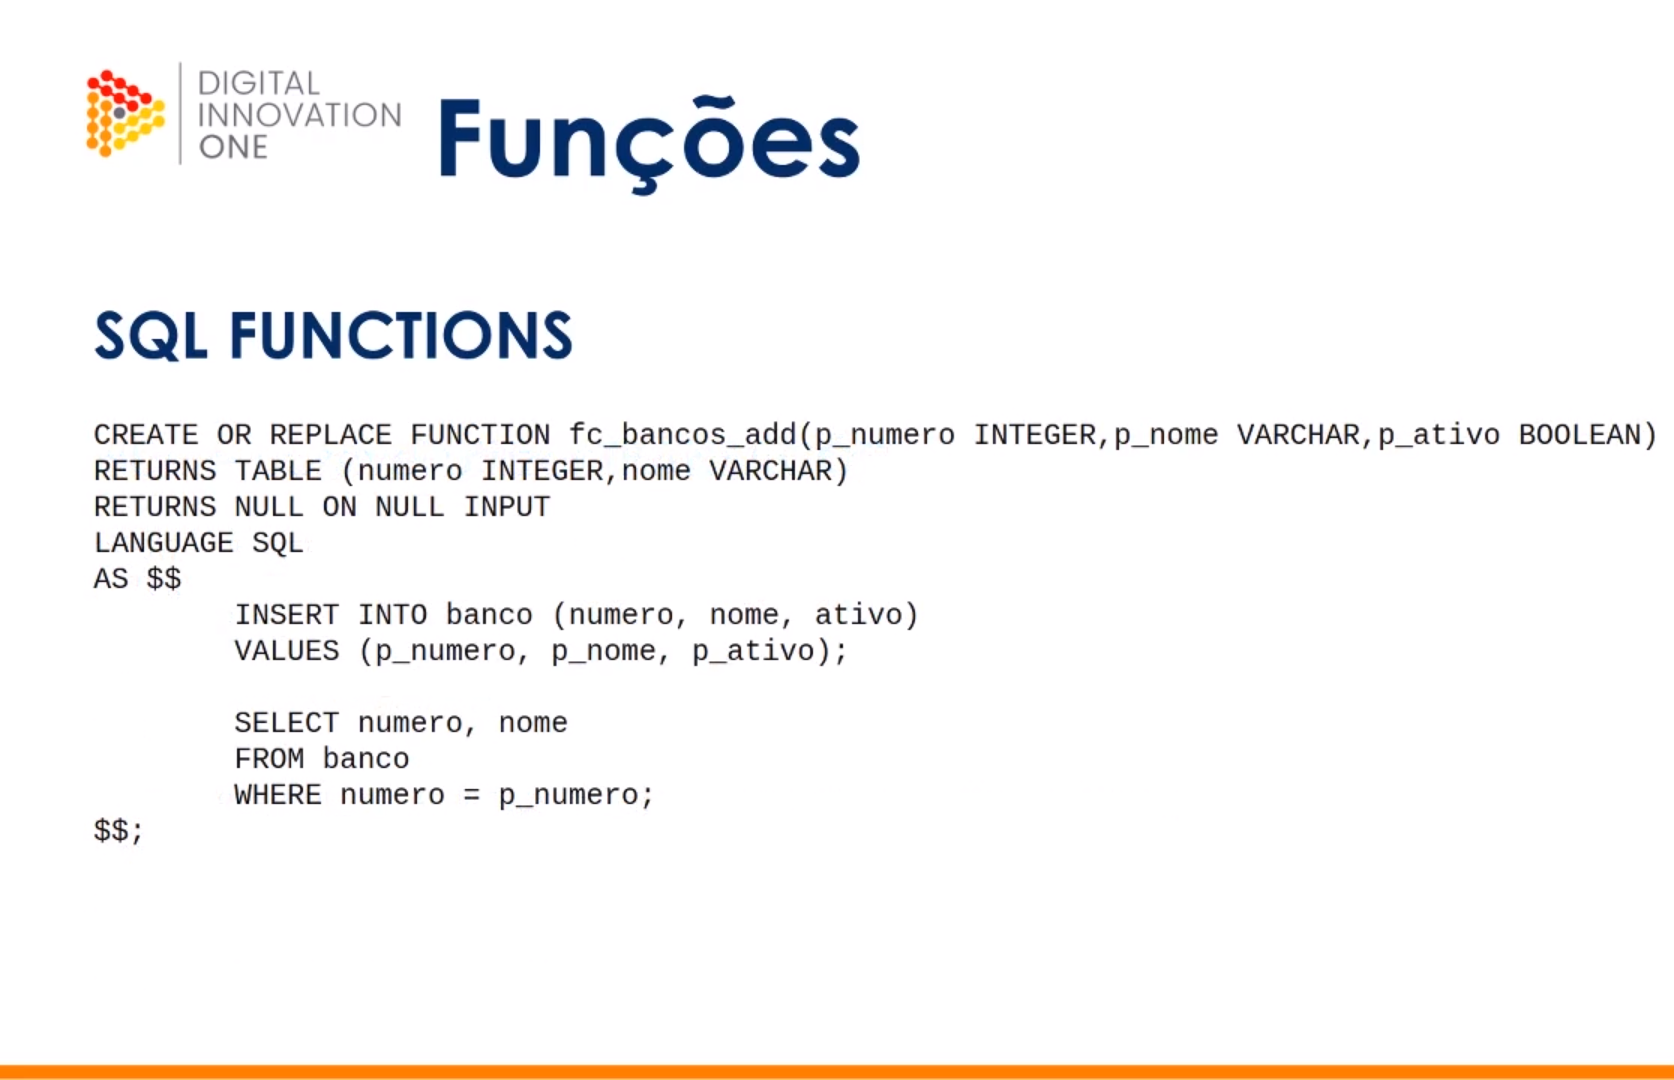 DIGITAL
INNOVATION
ONE
Funções
SQL FUNCTIONS
CREATE OR REPLACE FUNCTION fc_bancos_add(p_numero INTEGER,p_nome VARCHAR,p_ativo BOOLEAN)
RETURNS TABLE (numero INTEGER,nome VARCHAR)
RETURNS NULL ON NULL INPUT
LANGUAGE SQL
AS $$
INSERT INTO banco (numero, nome, ativo)
VALUES (p_numero, p_nome, p_ativo);
SELECT numero, nome
FROM banco
WHERE numero = p_numero;
$$;